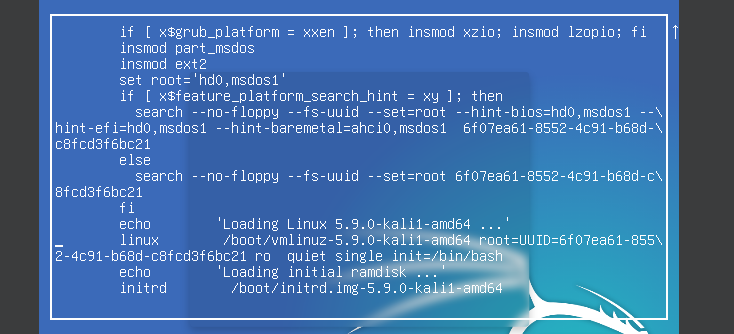 if [ x$grub_platform = xxen ]; then insmod xzio; insmod lzopio; fi ↑
insmod part_msdos
insmod ext2
set root='hd0,msdos1'
if [ x$feature_platform_search_hint = xy ]; then
search --no-floppy --fs-uuid --set=root --hint-bios=hd0,msdos1 --\
hint-efi=hd0,msdos1 --hint-baremetal=ahci0,msdos1  6f07ea61-8552-4c91-b68d-\
c8fcd3f6bc21
else
search --no-floppy --fs-uuid --set=root 6f07ea61-8552-4c91-b68d-c\
8fcd3f6bc21
fi
echo 'Loading Linux 5.9.0-kali1-amd64 ...'
linux /boot/vmlinuz-5.9.0-kali1-amd64 root=UUID=6f07ea61-855\
2-4c91-b68d-c8fcd3f6bc21 ro  quiet single init=/bin/bash
echo 'Loading initial ramdisk ...'
initrd /boot/initrd.img-5.9.0-kali1-amd64